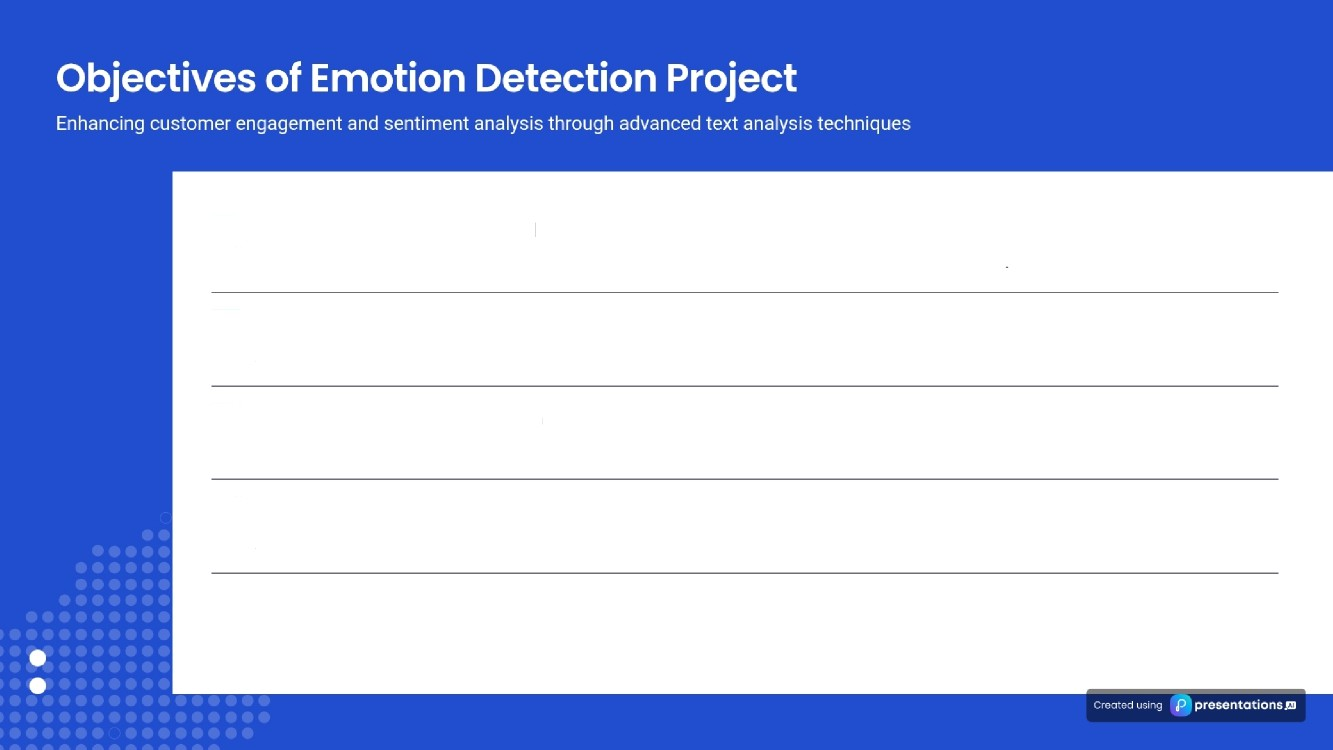 Objectives of Emotion Detection Project
Enhancing customer engagement and sentiment analysis through advanced text analysis techniques
Created using presentations.AI